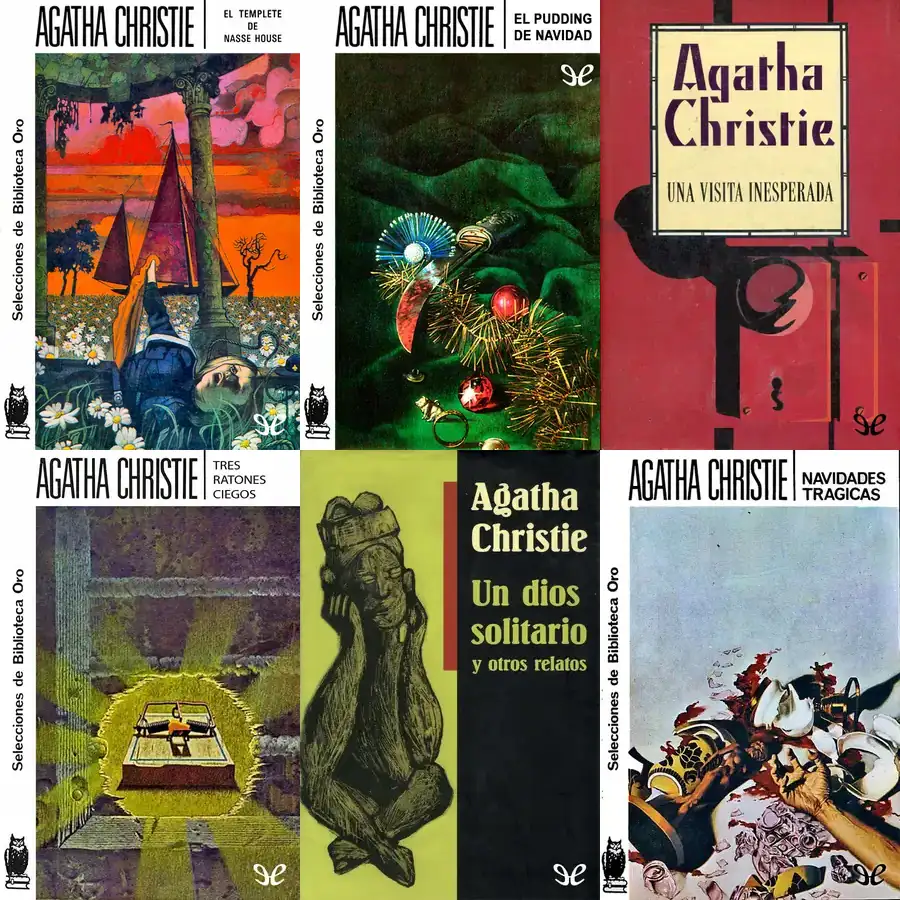 AGATHA CHRISTIE
EL TEMPLETE
DE
NASSE HOUSE
Selecciones de Biblioteca Oro
AGATHA CHRISTIE
EL PUDDING
DE NAVIDAD
Selecciones de Biblioteca Oro
Agatha
Christie
UNA VISITA INESPERADA
AGATHA CHRISTIE
TRES
RATONES
CIEGOS
Selecciones de Biblioteca Oro
Agatha
Christie
Un dios
solitario
y otros relatos
AGATHA CHRISTIE
NAVIDADES
TRAGICAS
Selecciones de Biblioteca Oro